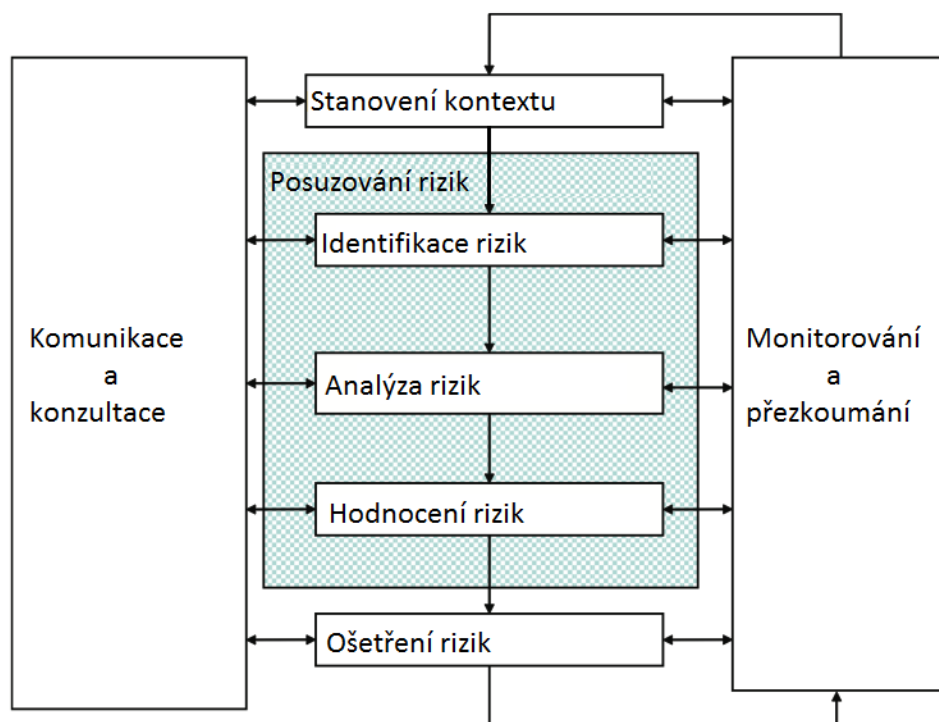 Stanovení kontextu
Posuzování rizik
Identifikace rizik
Komunikace
a
konzultace
Analýza rizik
Monitorování
a
přezkoumání
Hodnocení rizik
Ošetření rizik